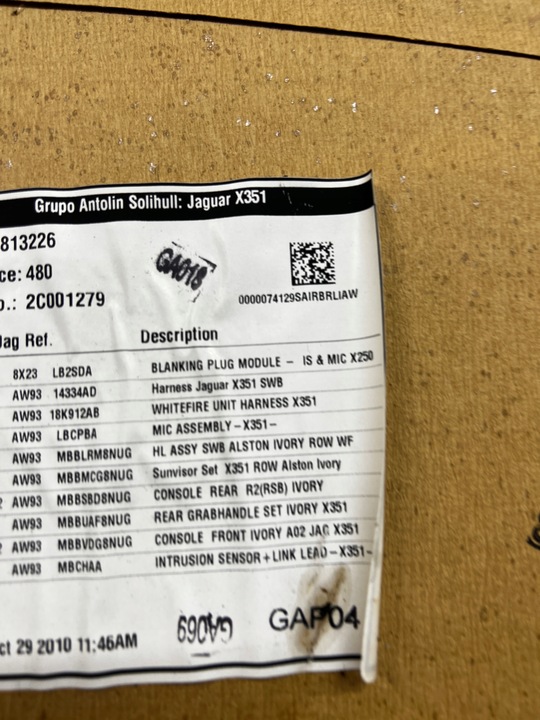 Grupo Antolin Solihull: Jaguar X351
813226
GA018
ce: 480
o.: 2C001279
0000074129SAIRBRLIAW
Jag Ref. Description
8X23 LB2SDA BLANKING PLUG MODULE - IS & MIC X250
AW93 14334AD Harness Jaguar X351 SWB
AW93 18K912AB WHITEFIRE UNIT HARNESS X351
AW93 LBCPBA MIC ASSEMBLY -X351-
AW93 MBBLRM8NUG HL ASSY SWB ALSTON IVORY ROW WF
AW93 MBBMCG8NUG Sunvisor Set X351 ROW Alston Ivory
AW93 MBBSBD8NUG CONSOLE REAR R2(RSB) IVORY
AW93 MBBUAF8NUG REAR GRABHANDLE SET IVORY X351
AW93 MBBVDG8NUG CONSOLE FRONT IVORY A02 JAG X351
AW93 MBCHAA INTRUSION SENSOR+LINK LEAD-X351-
ct 29 2010 11:46AM
GA069
GAP04